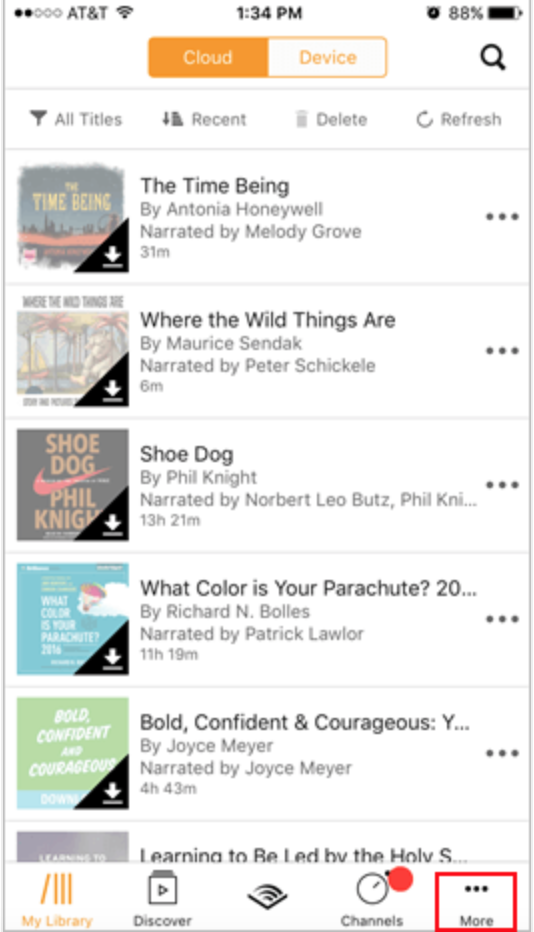 AT&T 1:34 PM 88%
Cloud Device
All Titles Recent Delete Refresh
THE
TIME BEING
The Time Being
By Antonia Honeywell
Narrated by Melody Grove
31m
WHERE THE WILD THINGS ARE
Where the Wild Things Are
By Maurice Sendak
Narrated by Peter Schickele
6m
SHOE
DOG
PHIL
KNIGH
Shoe Dog
By Phil Knight
Narrated by Norbert Leo Butz, Phil Kni...
13h 21m
WHAT
COLOR
IS YOUR
PARACHUTE?
2016
What Color is Your Parachute? 20...
By Richard N. Bolles
Narrated by Patrick Lawlor
11h 19m
BOLD,
CONFIDENT
AND
COURAGEOUS
DOWNL
Bold, Confident & Courageous: Y...
By Joyce Meyer
Narrated by Joyce Meyer
4h 43m
LEARNING TO
Learning to Be Led by the Holy S...
My Library Discover Channels More